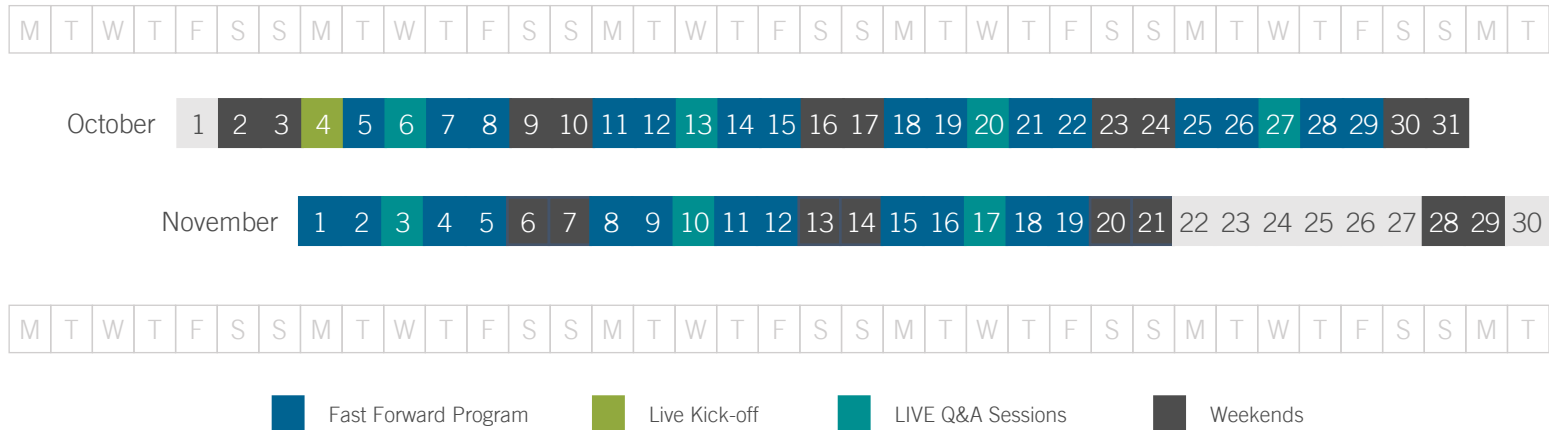 M T W T F S S M T W T F S S M T W T F S S M T W T F S S M T W T F S S M T
October 1 2 3 4 5 6 7 8 9 10 11 12 13 14 15 16 17 18 19 20 21 22 23 24 25 26 27 28 29 30 31
November 1 2 3 4 5 6 7 8 9 10 11 12 13 14 15 16 17 18 19 20 21 22 23 24 25 26 27 28 29 30
M T W T F S S M T W T F S S M T W T F S S M T W T F S S M T W T F S S M T
Fast Forward Program Live Kick-off LIVE Q&A Sessions Weekends